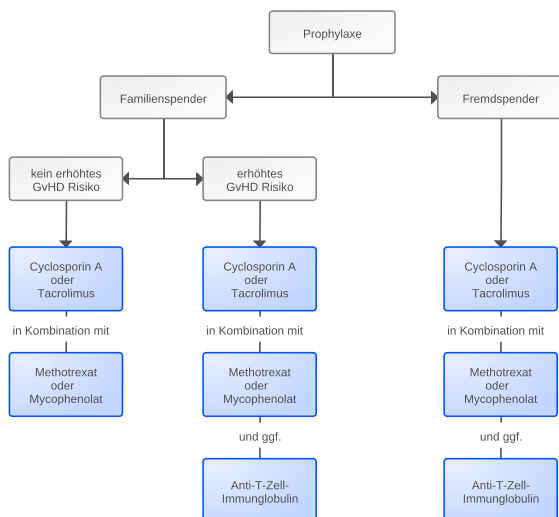 Prophylaxe
Familienspender
Fremdspender
kein erhöhtes
GvHD Risiko
erhöhtes
GvHD Risiko
Cyclosporin A
oder
Tacrolimus
Cyclosporin A
oder
Tacrolimus
Cyclosporin A
oder
Tacrolimus
in Kombination mit
in Kombination mit
in Kombination mit
Methotrexat
oder
Mycophenolat
Methotrexat
oder
Mycophenolat
Methotrexat
oder
Mycophenolat
und ggf.
und ggf.
Anti-T-Zell-
Immunglobulin
Anti-T-Zell-
Immunglobulin